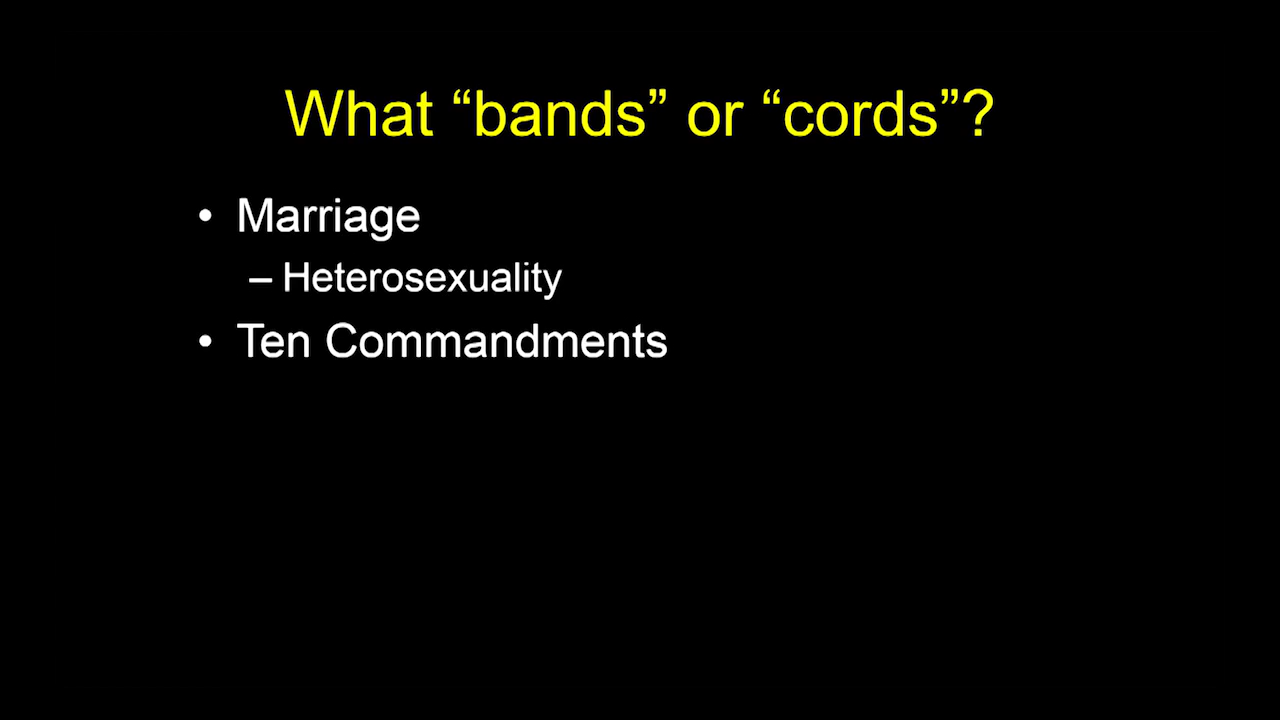 What “bands” or “cords”?
• Marriage
– Heterosexuality
• Ten Commandments